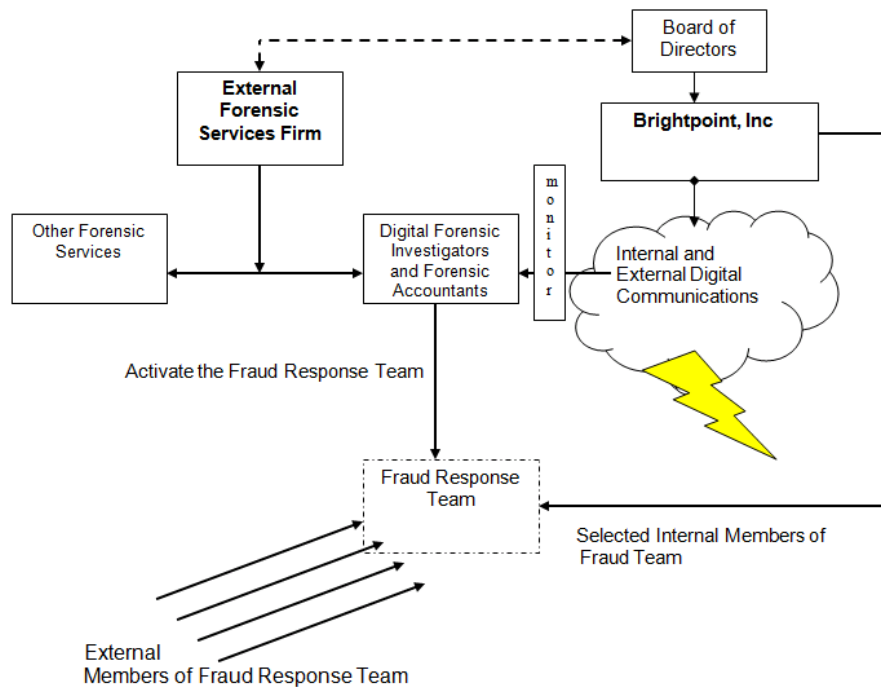 Board of
Directors
External
Forensic
Services Firm
Brightpoint, Inc
monitor
Other Forensic
Services
Digital Forensic
Investigators
and Forensic
Accountants
Internal and
External Digital
Communications
Activate the Fraud Response Team
Fraud Response
Team
Selected Internal Members of
Fraud Team
External
Members of Fraud Response Team